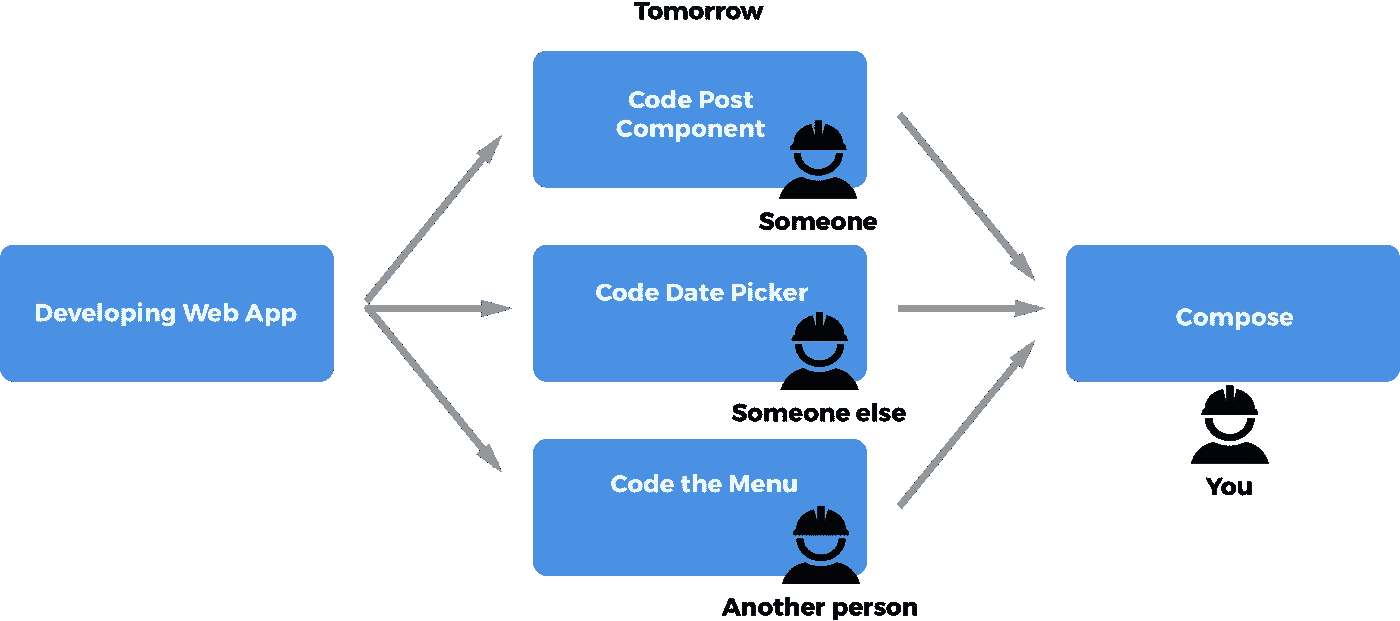 Tomorrow
Code Post
Component
Someone
Developing Web App
Code Date Picker
Someone else
Code the Menu
Another person
Compose
You